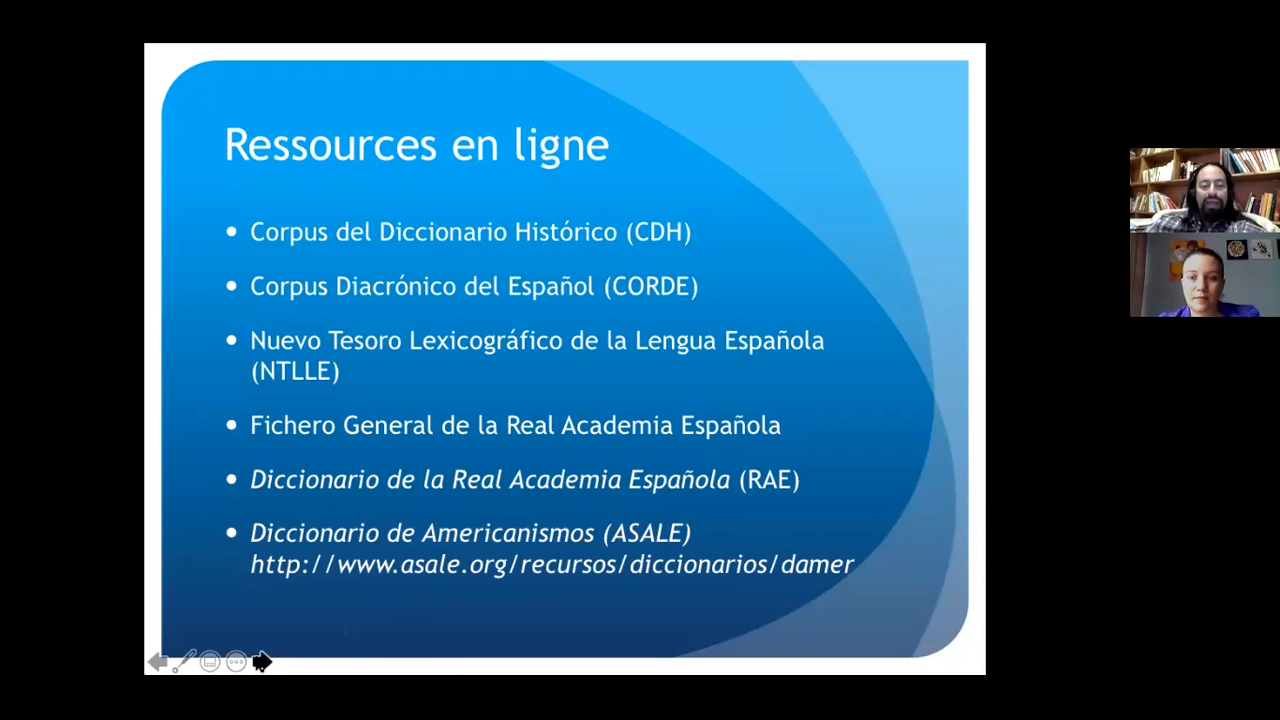 Ressources en ligne
Corpus del Diccionario Histórico (CDH)
Corpus Diacrónico del Español (CORDE)
Nuevo Tesoro Lexicográfico de la Lengua Española
(NTLLE)
Fichero General de la Real Academia Española
Diccionario de la Real Academia Española (RAE)
Diccionario de Americanismos (ASALE)
http://www.asale.org/recursos/diccionarios/damer